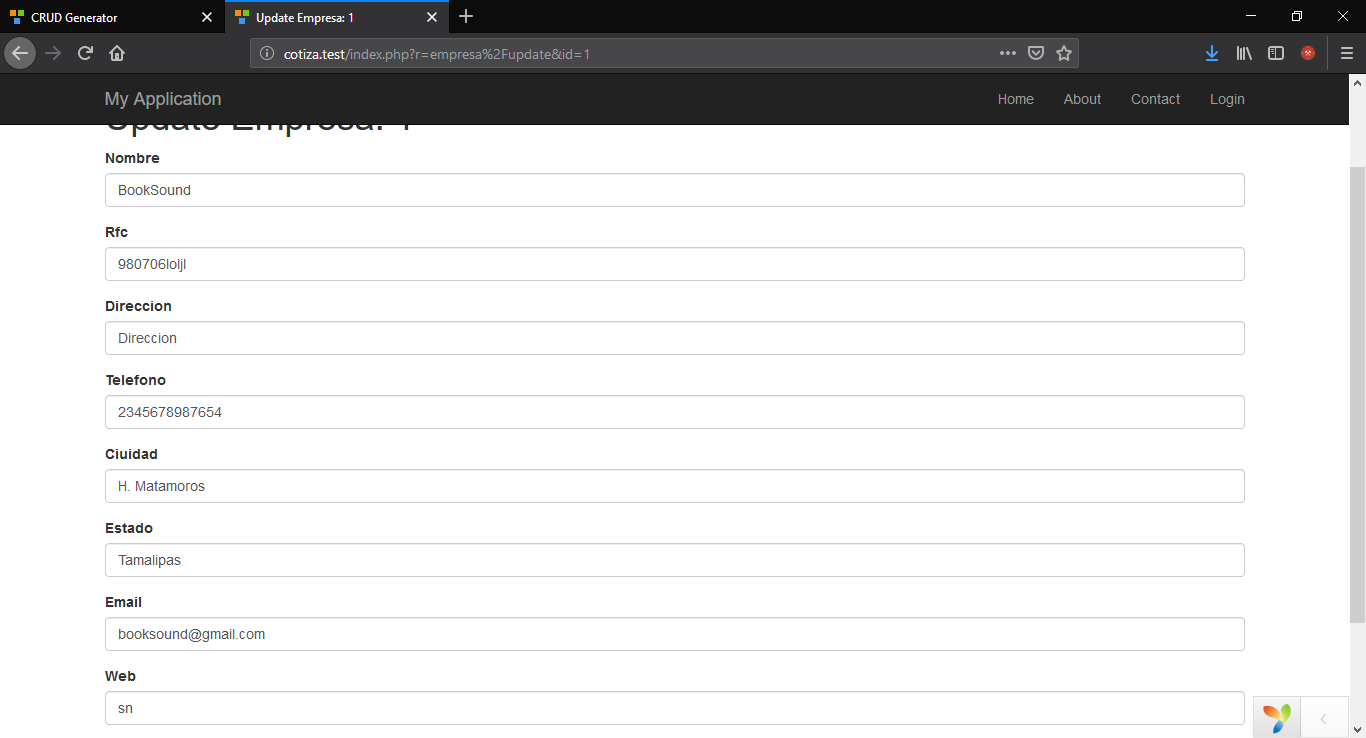 CRUD Generator
Update Empresa: 1
cotiza.test/index.php?r=empresa%2Fupdate&id=1
My Application
Home
About
Contact
Login
Update Empresa: 1
Nombre
BookSound
Rfc
980706loljl
Direccion
Direccion
Telefono
2345678987654
Ciuidad
H. Matamoros
Estado
Tamalipas
Email
booksound@gmail.com
Web
sn